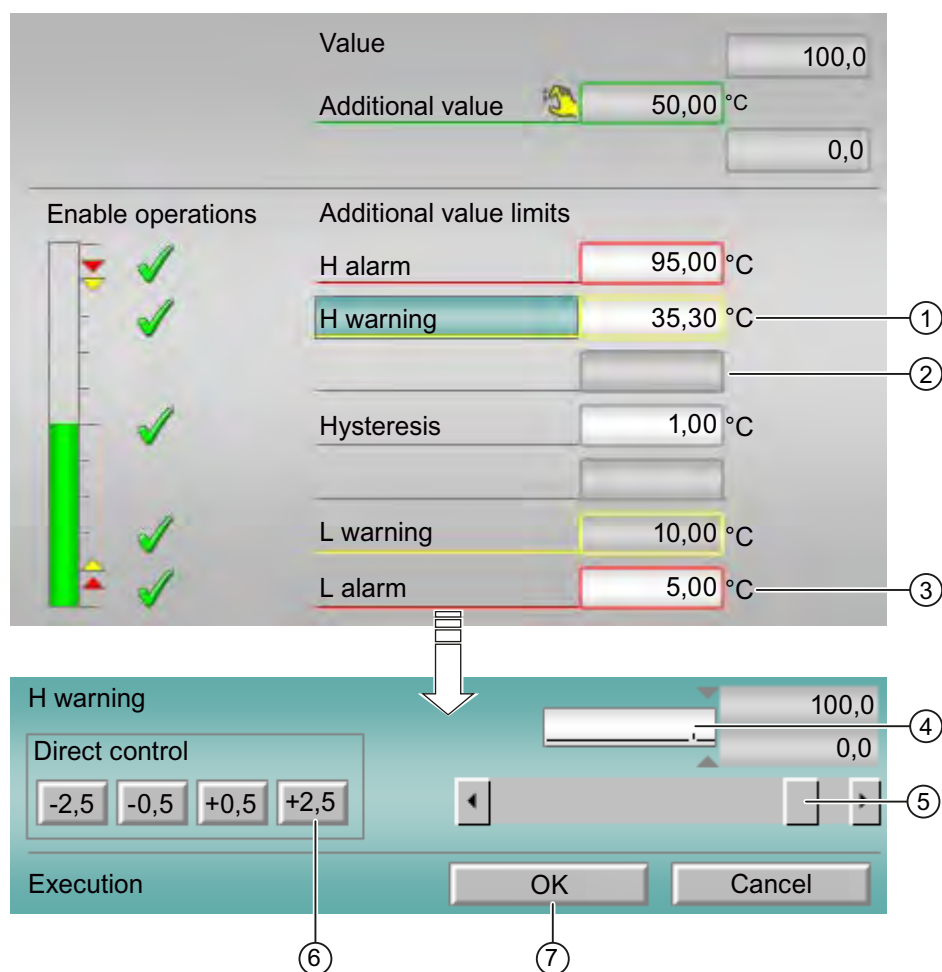 Value
100,0
Additional value 50,00 °C
0,0
Enable operations
Additional value limits
H alarm 95,00 °C
H warning 35,30 °C 1
2
Hysteresis 1,00 °C
L warning 10,00 °C
L alarm 5,00 °C 3
H warning
100,0
4
0,0
Direct control
-2,5 -0,5 +0,5 +2,5
5
Execution OK Cancel
6 7